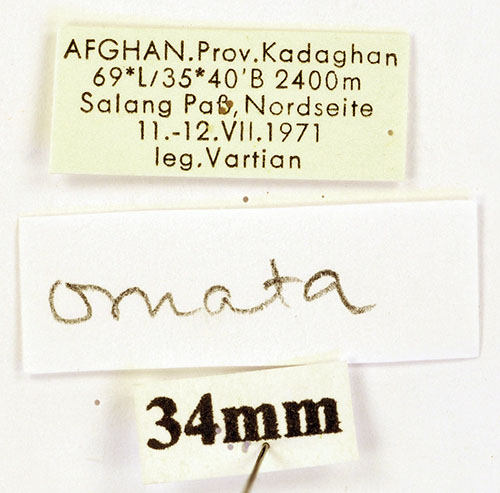 AFGHAN.Prov.Kadaghan
69*L/35*40'B 2400m
Salang Paß, Nordseite
11.-12.VII.1971
leg.Vartian
ornata
34mm